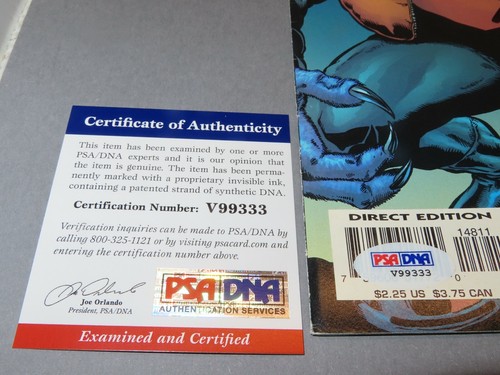 Certificate of Authenticity
This item has been examined by one or more
PSA/DNA experts and it is our opinion that
the item is genuine. The item has been perma-
nently marked with a proprietary invisible ink,
containing a patented strand of synthetic DNA.
Certification Number: V99333
Verification inquiries can be made to PSA/DNA by
calling 800-325-1121 or by visiting psacard.com and
entering the certification number above.
Joe Orlando
President, PSA/DNA
PSA DNA
AUTHENTICATION SERVICES
Examined and Certified
DIRECT EDITION
14811
PSA DNA
V99333
7
0
$2.25 US $3.75 CAN